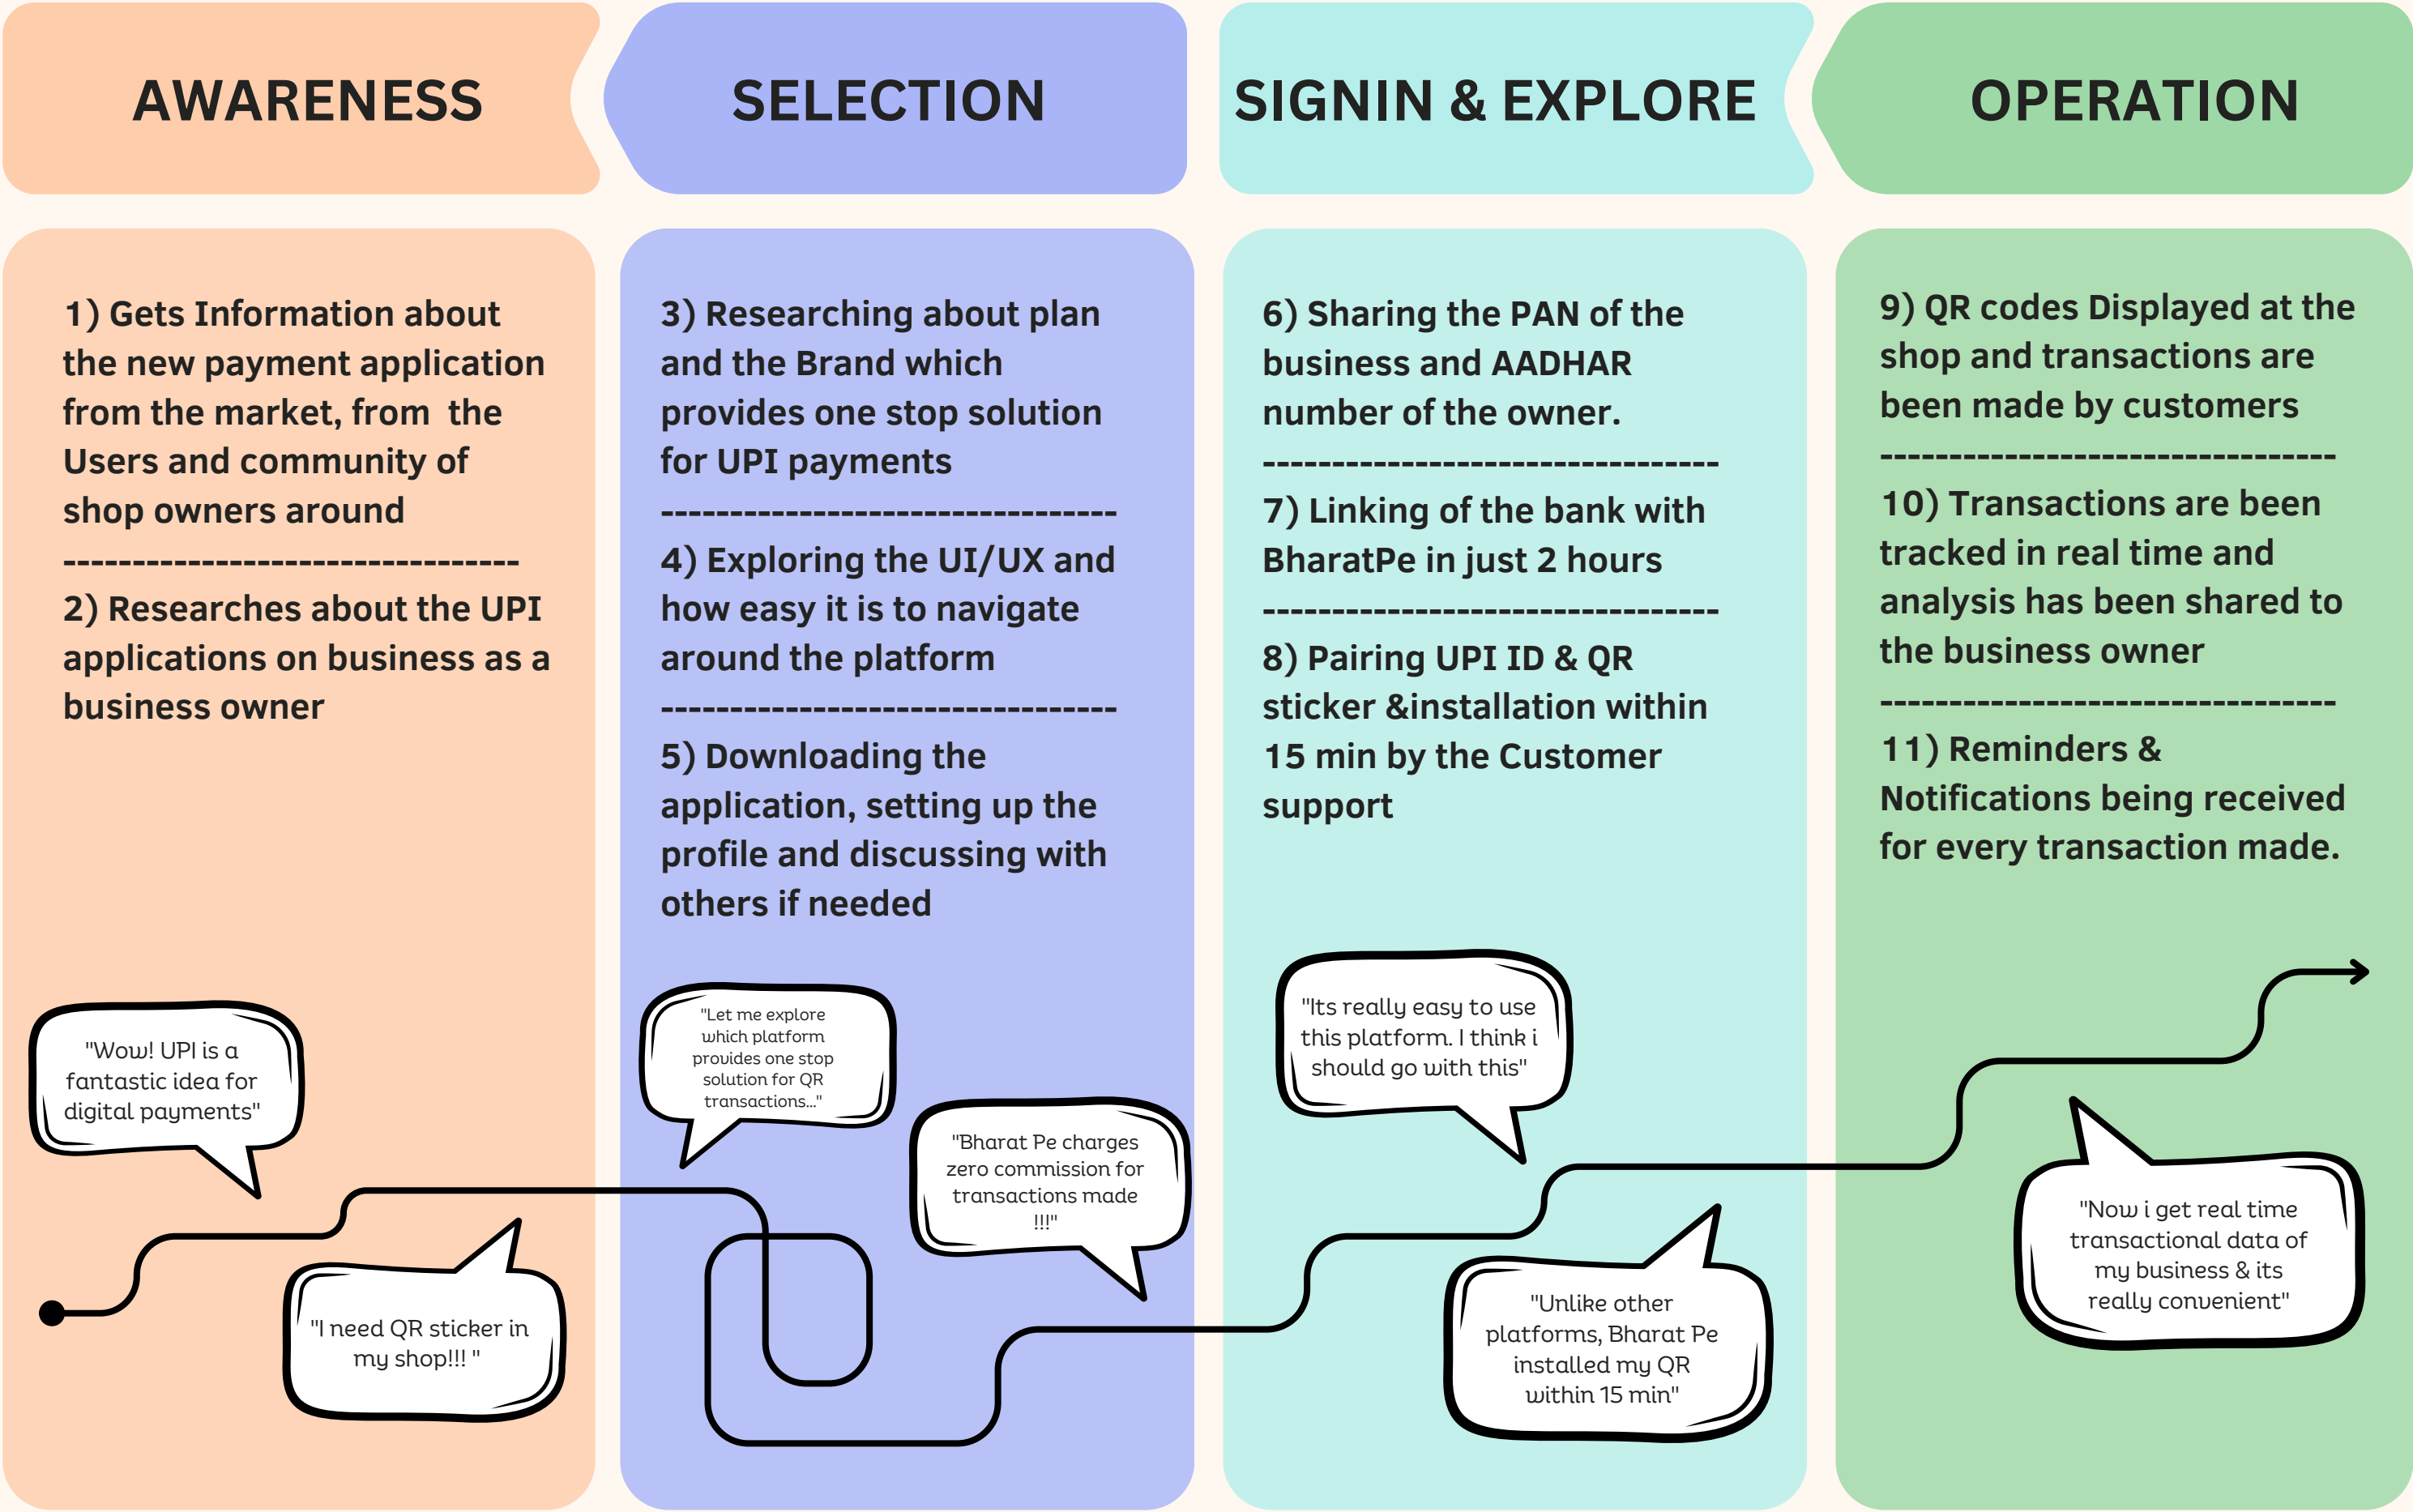 AWARENESS
SELECTION
SIGNIN & EXPLORE
OPERATION
1) Gets Information about
the new payment application
from the market, from  the
Users and community of
shop owners around
---------------------------------
2) Researches about the UPI
applications on business as a
business owner
"Wow! UPI is a
fantastic idea for
digital payments"
"I need QR sticker in
my shop!!! "
3) Researching about plan
and the Brand which
provides one stop solution
for UPI payments
---------------------------------
4) Exploring the UI/UX and
how easy it is to navigate
around the platform
---------------------------------
5) Downloading the
application, setting up the
profile and discussing with
others if needed
"Let me explore
which platform
provides one stop
solution for QR
transactions..."
"Bharat Pe charges
zero commission for
transactions made
!!!"
6) Sharing the PAN of the
business and AADHAR
number of the owner.
---------------------------------
7) Linking of the bank with
BharatPe in just 2 hours
---------------------------------
8) Pairing UPI ID & QR
sticker &installation within
15 min by the Customer
support
"Its really easy to use
this platform. I think i
should go with this"
"Unlike other
platforms, Bharat Pe
installed my QR
within 15 min"
9) QR codes Displayed at the
shop and transactions are
been made by customers
---------------------------------
10) Transactions are been
tracked in real time and
analysis has been shared to
the business owner
---------------------------------
11) Reminders &
Notifications being received
for every transaction made.
"Now i get real time
transactional data of
my business & its
really convenient"